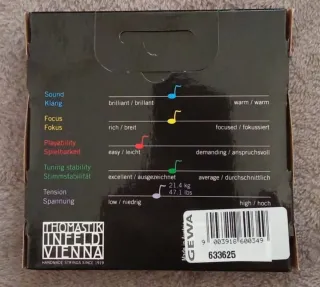 Sound
Klang
brilliant / brillant
warm / warm
Focus
Fokus
rich / breit
focused / fokussiert
Playability
Spielbarkeit
easy / leicht
demanding / anspruchsvoll
Tuning stability
Stimmstabilität
excellent / ausgezeichnet
average / durchschnittlich
Tension
Spannung
21.4 kg
47.1 lbs
low / niedrig
high / hoch
THOMASTIK
INFELD
VIENNA
HANDMADE STRINGS SINCE 1919
GEWA
9 003918 600349
633625